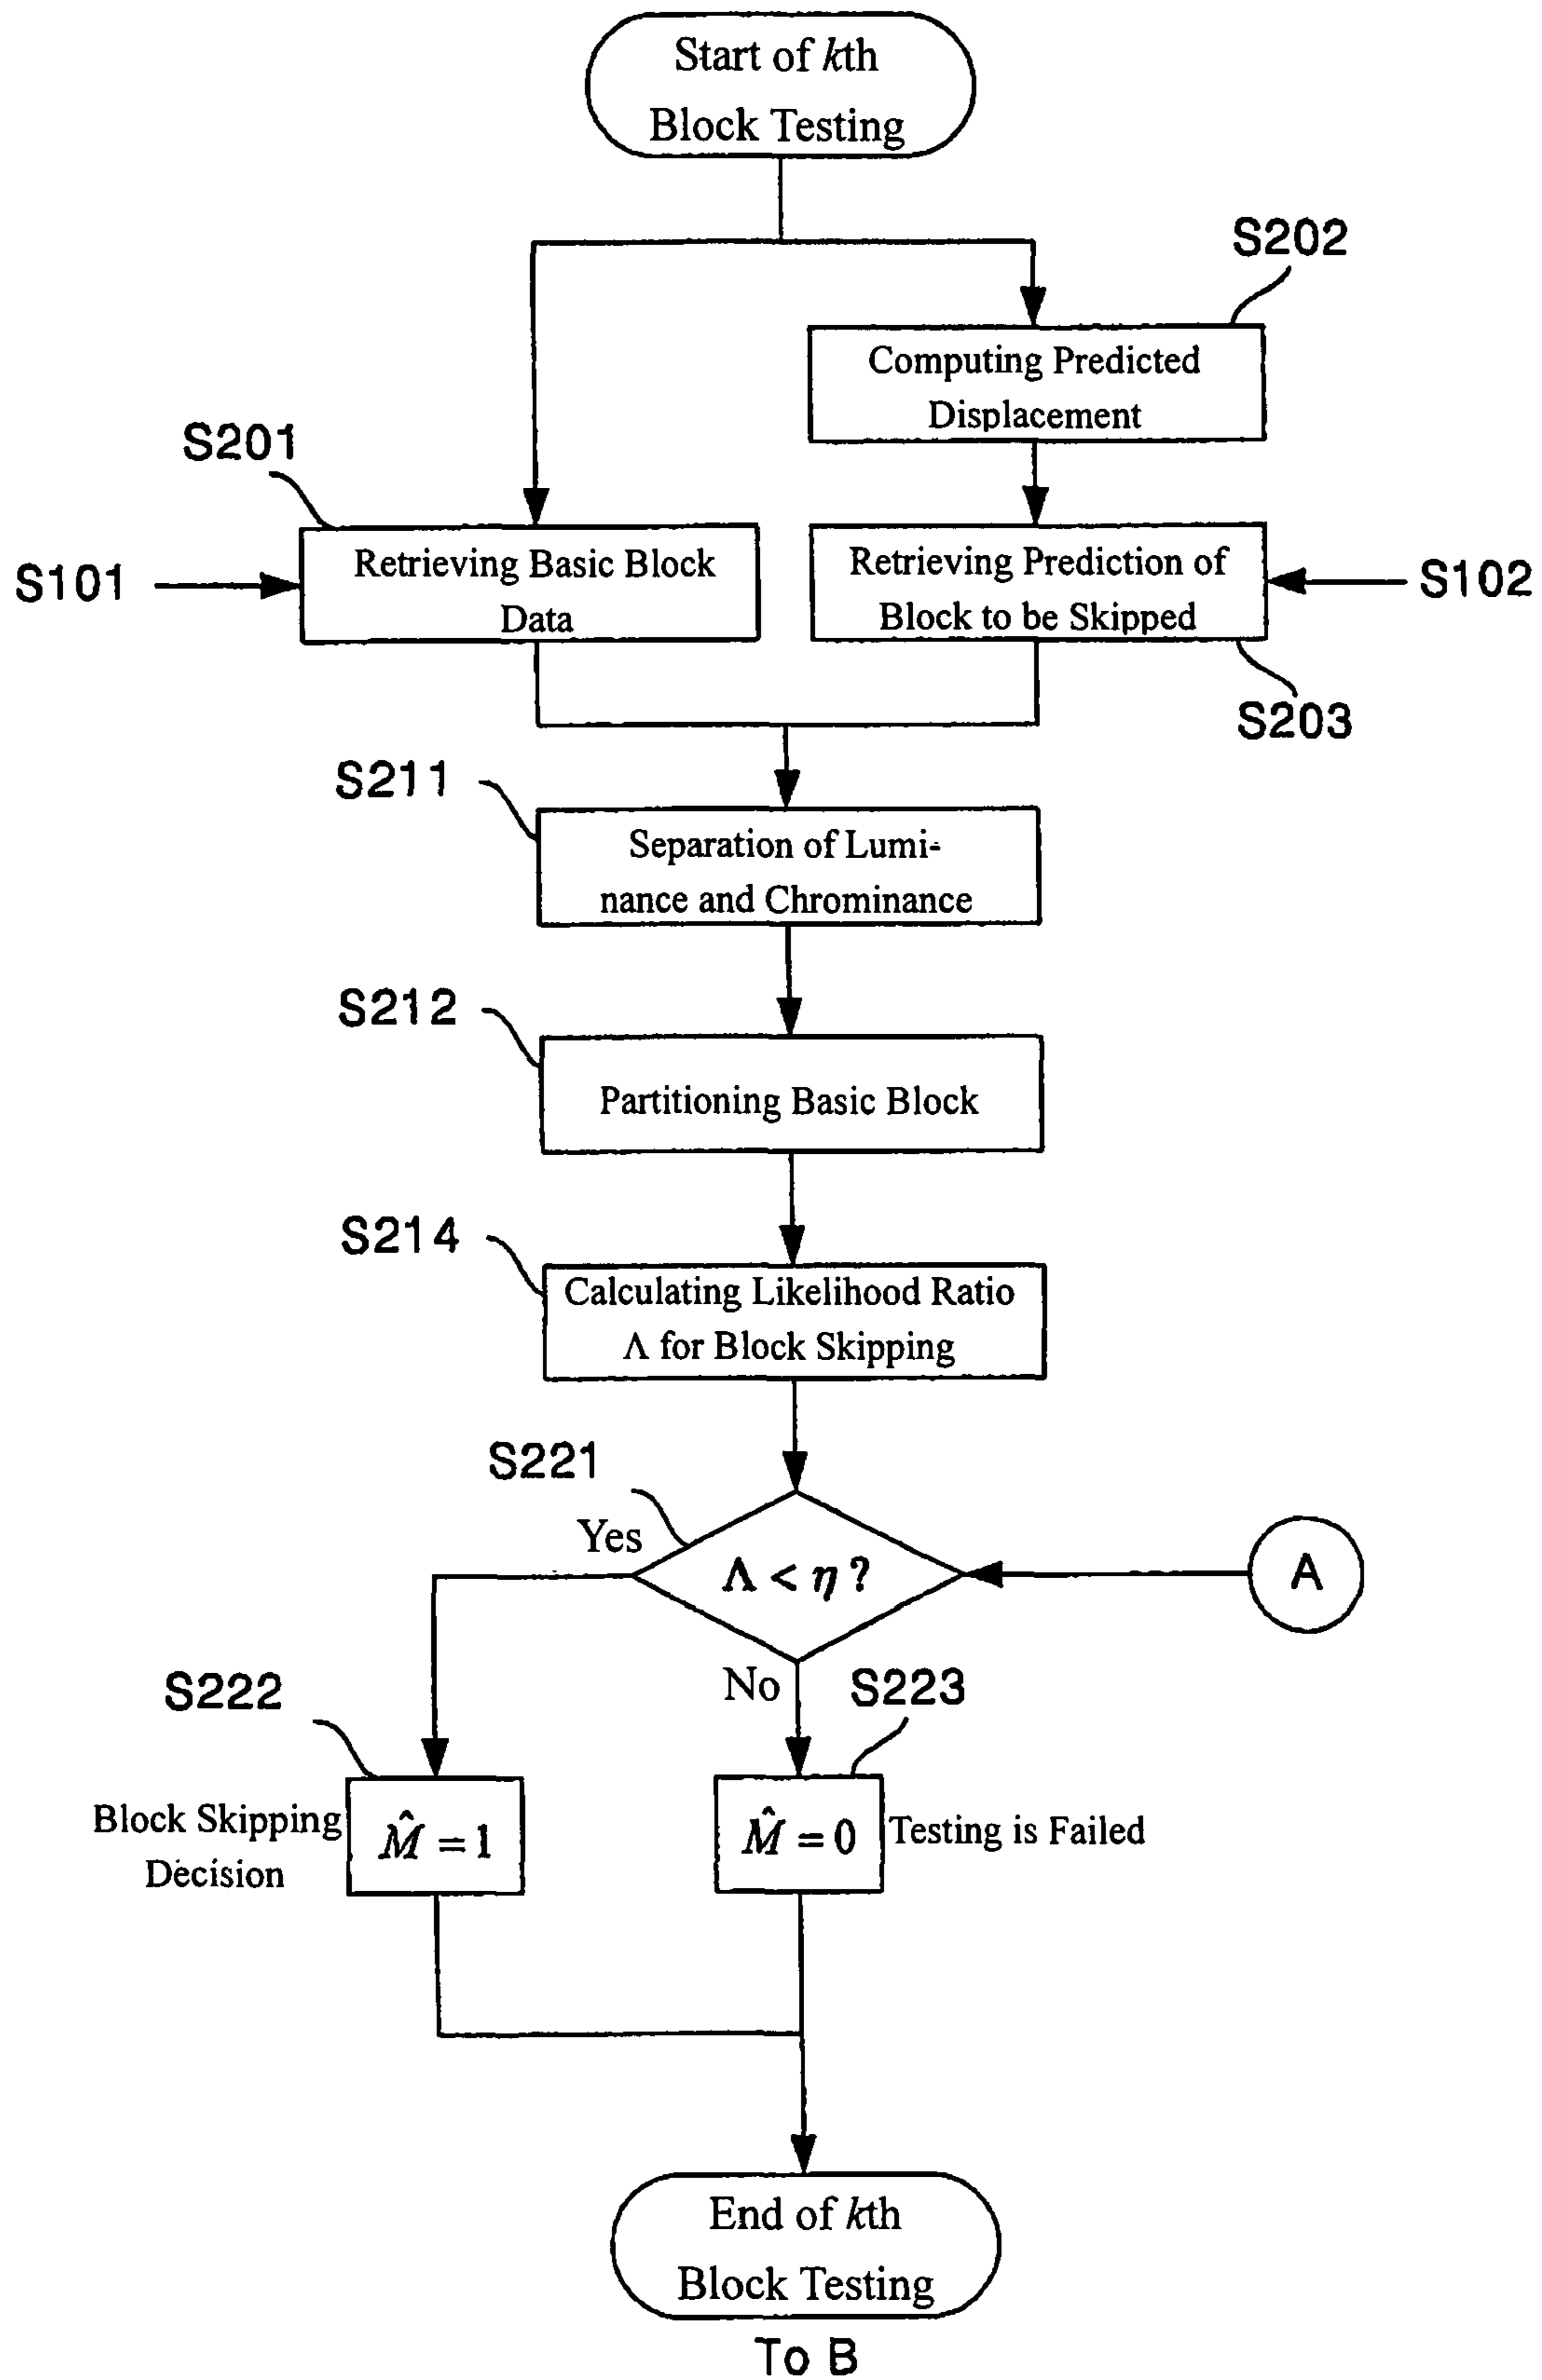 Start of kth
Block Testing
S202
Computing Predicted
Displacement
S201
S101
Retrieving Basic Block
Data
Retrieving Prediction of
Block to be Skipped
S102
S203
S211
Separation of Lumi-
nance and Chrominance
S212
Partitioning Basic Block
S214
Calculating Likelihood Ratio
Λ for Block Skipping
S221
Yes
Λ < η ?
A
No
S222
S223
Block Skipping
Decision
M̂ = 1
M̂ = 0
Testing is Failed
End of kth
Block Testing
To B